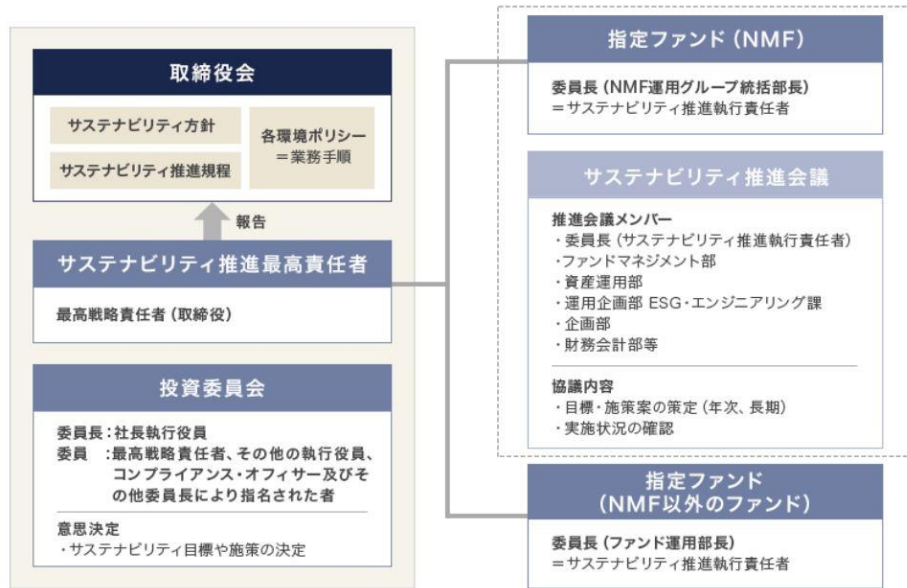 取締役会
サステナビリティ方針
サステナビリティ推進規程
各環境ポリシー
＝業務手順
報告
サステナビリティ推進最高責任者
最高戦略責任者（取締役）
投資委員会
委員長：社長執行役員
委員　：最高戦略責任者、その他の執行役員、
コンプライアンス・オフィサー及びそ
の他委員長により指名された者
意思決定
・サステナビリティ目標や施策の決定
指定ファンド（NMF）
委員長（NMF運用グループ統括部長）
＝サステナビリティ推進執行責任者
サステナビリティ推進会議
推進会議メンバー
・委員長（サステナビリティ推進執行責任者）
・ファンドマネジメント部
・資産運用部
・運用企画部 ESG・エンジニアリング課
・企画部
・財務会計部等
協議内容
・目標・施策案の策定（年次、長期）
・実施状況の確認
指定ファンド
（NMF以外のファンド）
委員長（ファンド運用部長）
＝サステナビリティ推進執行責任者